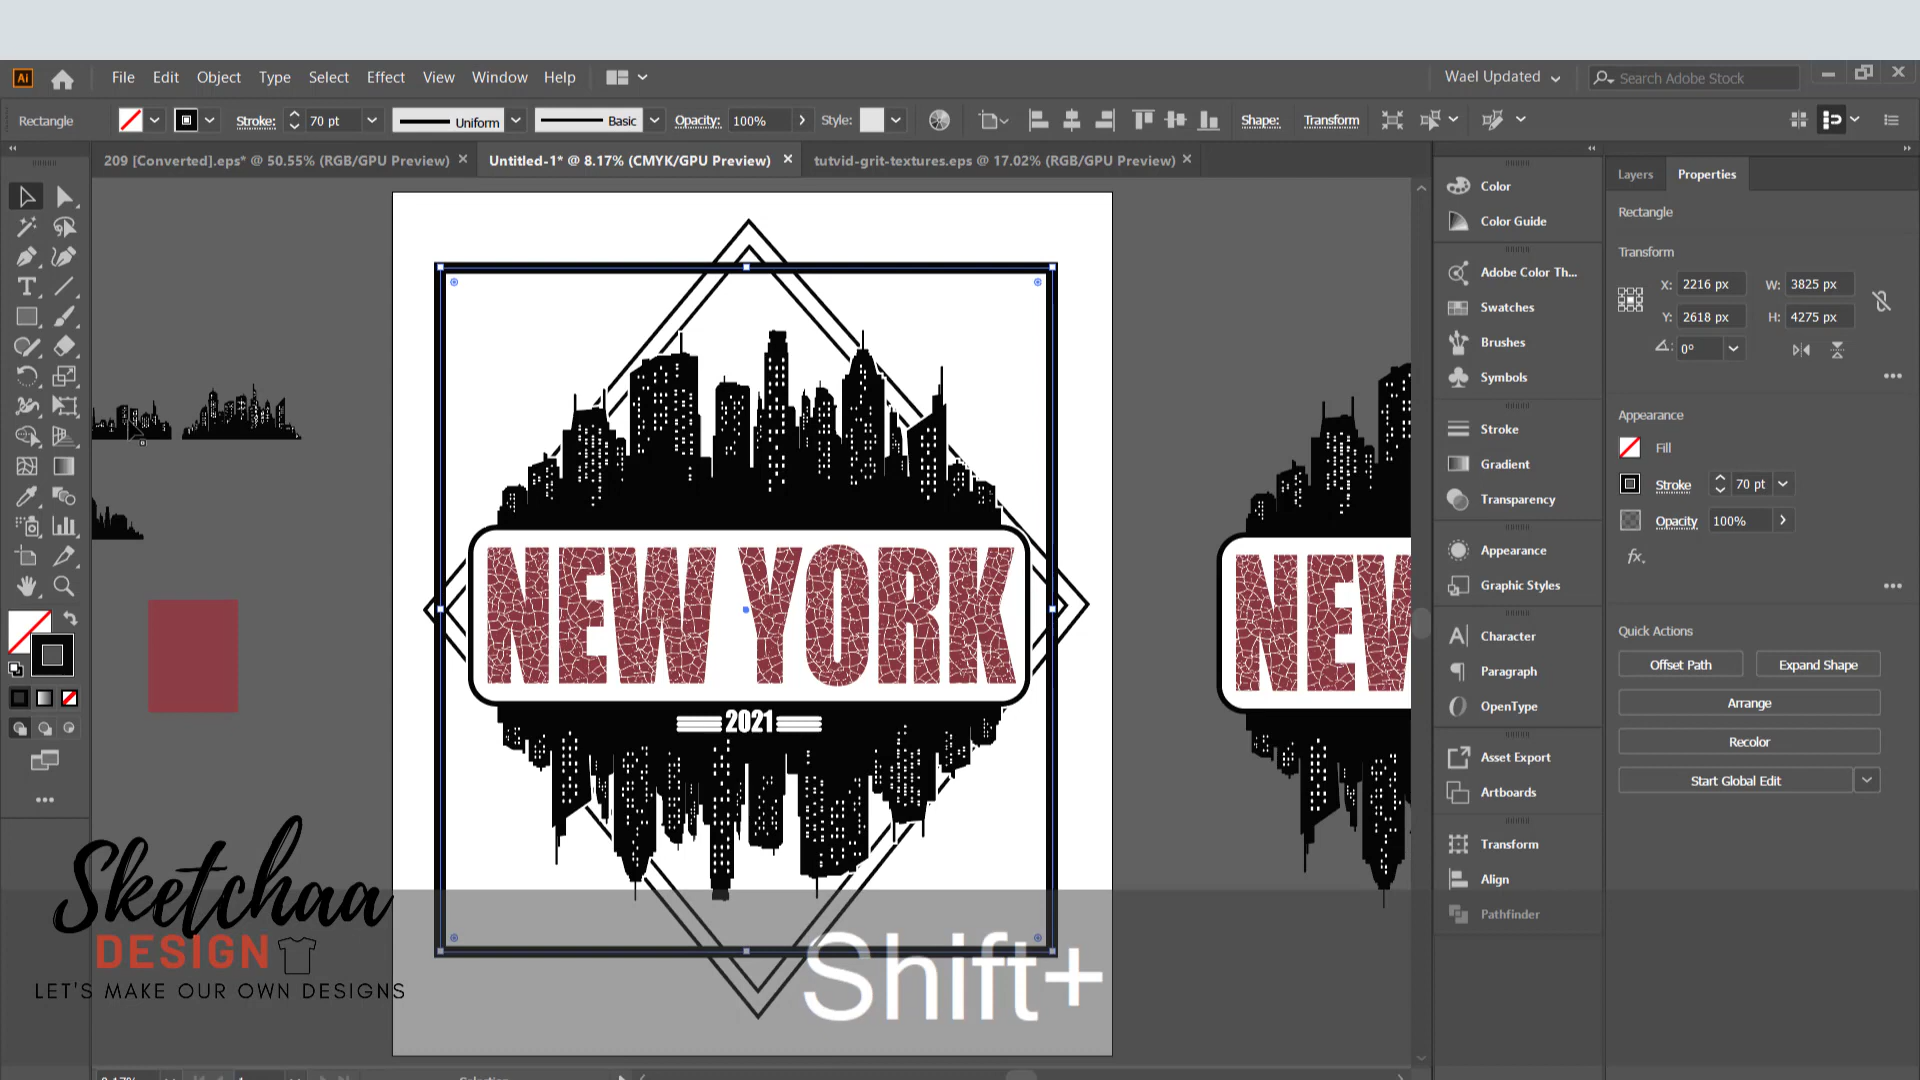 Ai File Edit Object Type Select Effect View Window Help Wael Updated Search Adobe Stock
Rectangle Stroke: 70 pt Uniform Basic Opacity: 100% Style: Shape: Transform
209 [Converted].eps* @ 50.55% (RGB/GPU Preview) Untitled-1* @ 8.17% (CMYK/GPU Preview) tutvid-grit-textures.eps @ 17.02% (RGB/GPU Preview)
NEW YORK
2021
NEW
Sketchaa
DESIGN
LET'S MAKE OUR OWN DESIGNS
Shift+
Color
Color Guide
Adobe Color Th...
Swatches
Brushes
Symbols
Stroke
Gradient
Transparency
Appearance
Graphic Styles
Character
Paragraph
OpenType
Asset Export
Artboards
Transform
Align
Pathfinder
Layers Properties
Rectangle
Transform
X: 2216 px W: 3825 px
Y: 2618 px H: 4275 px
0°
Appearance
Fill
Stroke 70 pt
Opacity 100%
fx.
Quick Actions
Offset Path Expand Shape
Arrange
Recolor
Start Global Edit